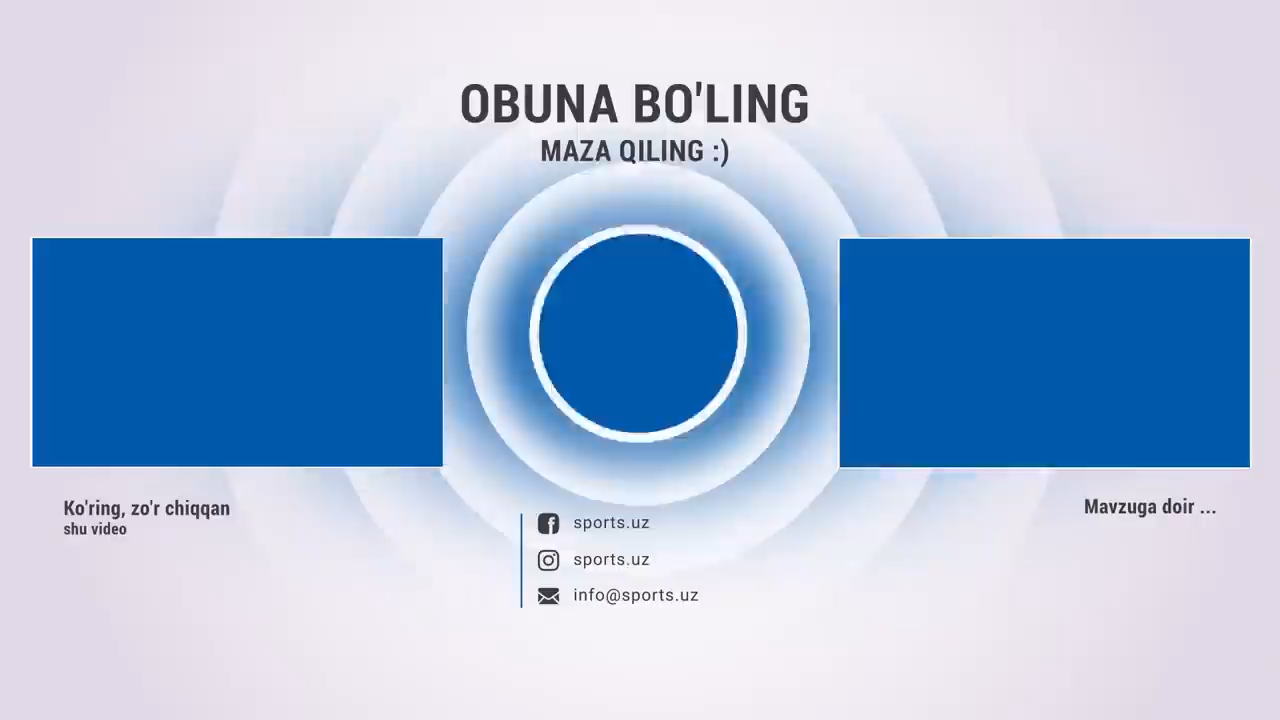 OBUNA BO'LING
MAZA QILING :)
Ko'ring, zo'r chiqqan
shu video
Mavzuga doir ...
sports.uz
sports.uz
info@sports.uz